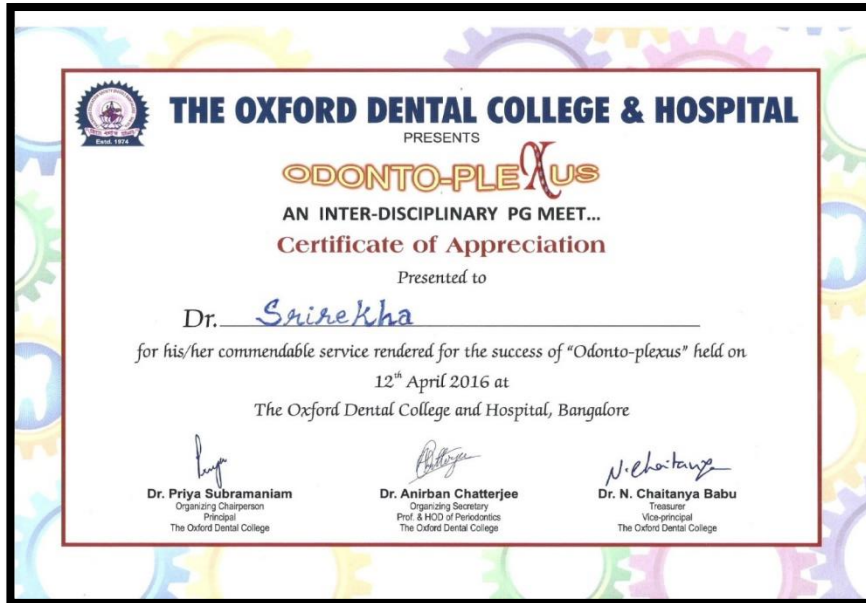 THE OXFORD DENTAL COLLEGE & HOSPITAL
Estd. 1974
PRESENTS
ODONTO-PLEXUS
AN INTER-DISCIPLINARY PG MEET...
Certificate of Appreciation
Presented to
Dr. Srirekha
for his/her commendable service rendered for the success of "Odonto-plexus" held on
12th April 2016 at
The Oxford Dental College and Hospital, Bangalore
N. Chaitanya
Dr. Priya Subramaniam
Organizing Chairperson
Principal
The Oxford Dental College
Dr. Anirban Chatterjee
Organizing Secretary
Prof. & HOD of Periodontics
The Oxford Dental College
Dr. N. Chaitanya Babu
Treasurer
Vice-principal
The Oxford Dental College